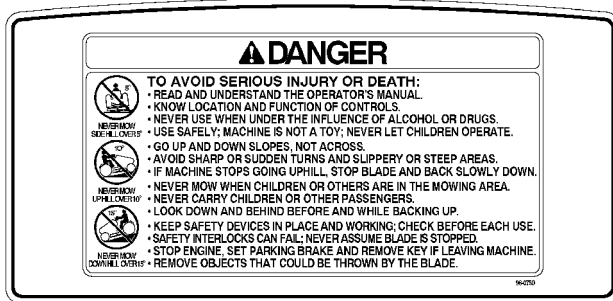 DANGER
TO AVOID SERIOUS INJURY OR DEATH:
• READ AND UNDERSTAND THE OPERATOR'S MANUAL.
• KNOW LOCATION AND FUNCTION OF CONTROLS.
• NEVER USE WHEN UNDER THE INFLUENCE OF ALCOHOL OR DRUGS.
• USE SAFELY; MACHINE IS NOT A TOY; NEVER LET CHILDREN OPERATE.
• GO UP AND DOWN SLOPES, NOT ACROSS.
• AVOID SHARP OR SUDDEN TURNS AND SLIPPERY OR STEEP AREAS.
• IF MACHINE STOPS GOING UPHILL, STOP BLADE AND BACK SLOWLY DOWN.
• NEVER MOW WHEN CHILDREN OR OTHERS ARE IN THE MOWING AREA.
• NEVER CARRY CHILDREN OR OTHER PASSENGERS.
• LOOK DOWN AND BEHIND BEFORE AND WHILE BACKING UP.
• KEEP SAFETY DEVICES IN PLACE AND WORKING; CHECK BEFORE EACH USE.
• SAFETY INTERLOCKS CAN FAIL; NEVER ASSUME BLADE IS STOPPED.
• STOP ENGINE, SET PARKING BRAKE AND REMOVE KEY IF LEAVING MACHINE.
• REMOVE OBJECTS THAT COULD BE THROWN BY THE BLADE.
NEVER MOW
SIDE HILL OVER 5°
10°
NEVER MOW
UPHILL OVER 10°
NEVER MOW
DOWNHILL OVER 15°